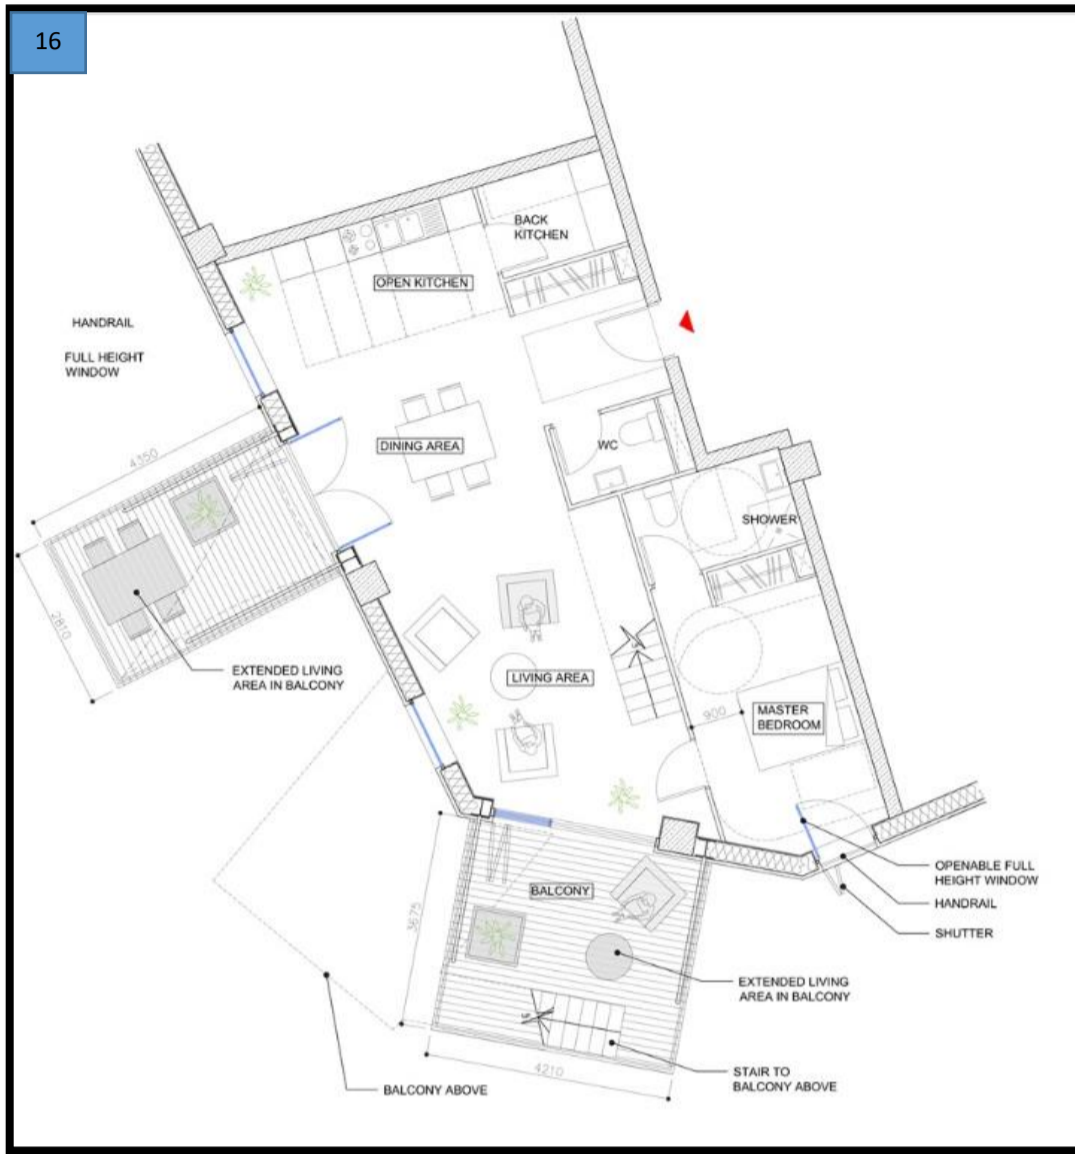 16
BACK
KITCHEN
OPEN KITCHEN
HANDRAIL
FULL HEIGHT
WINDOW
DINING AREA
WC
4350
SHOWER
2810
EXTENDED LIVING
AREA IN BALCONY
LIVING AREA
900
MASTER
BEDROOM
OPENABLE FULL
HEIGHT WINDOW
BALCONY
HANDRAIL
3675
SHUTTER
EXTENDED LIVING
AREA IN BALCONY
4210
STAIR TO
BALCONY ABOVE
BALCONY ABOVE